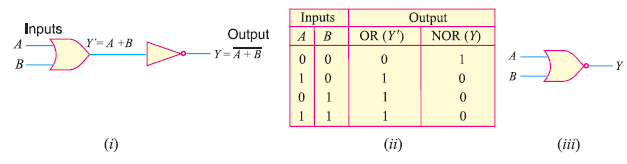 Inputs
A
B
Y′= A +B
Output
Y = \overline{A + B}
(i)
Inputs Output
A B OR (Y′) NOR (Y)
0 0 0 1
1 0 1 0
0 1 1 0
1 1 1 0
(ii)
A
B
Y
(iii)